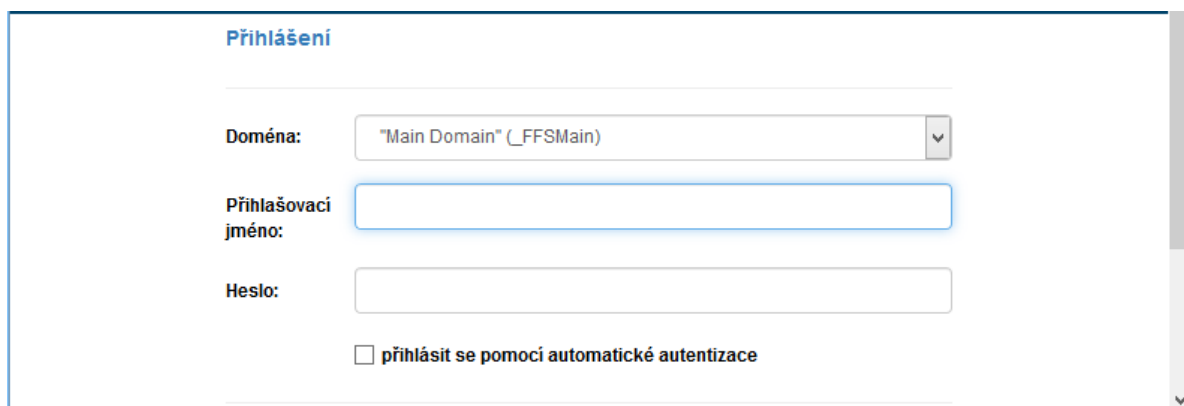 Přihlášení
Doména:
"Main Domain" (_FFSMain)
Přihlašovací
jméno:
Heslo:
přihlásit se pomocí automatické autentizace